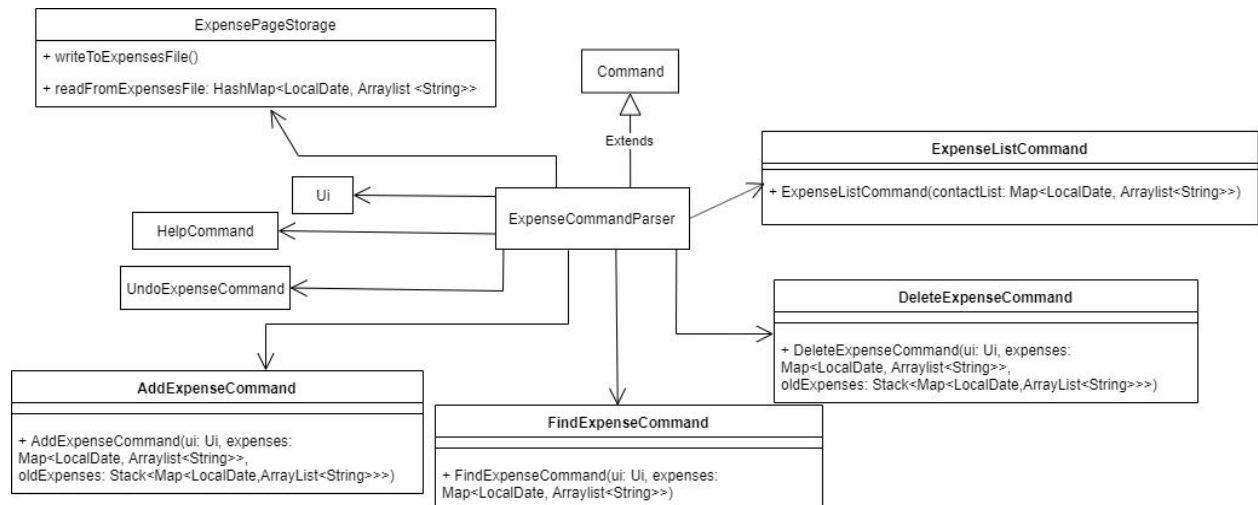 ExpensePageStorage
+ writeToExpensesFile()
+ readFromExpensesFile: HashMap<LocalDate, Arraylist <String>>
Command
Extends
ExpenseListCommand
+ ExpenseListCommand(contactList: Map<LocalDate, Arraylist<String>>)
Ui
ExpenseCommandParser
HelpCommand
UndoExpenseCommand
DeleteExpenseCommand
+ DeleteExpenseCommand(ui: Ui, expenses:
Map<LocalDate, Arraylist<String>>,
oldExpenses: Stack<Map<LocalDate,ArrayList<String>>>)
AddExpenseCommand
+ AddExpenseCommand(ui: Ui, expenses:
Map<LocalDate, Arraylist<String>>,
oldExpenses: Stack<Map<LocalDate,ArrayList<String>>>)
FindExpenseCommand
+ FindExpenseCommand(ui: Ui, expenses:
Map<LocalDate, Arraylist<String>>)